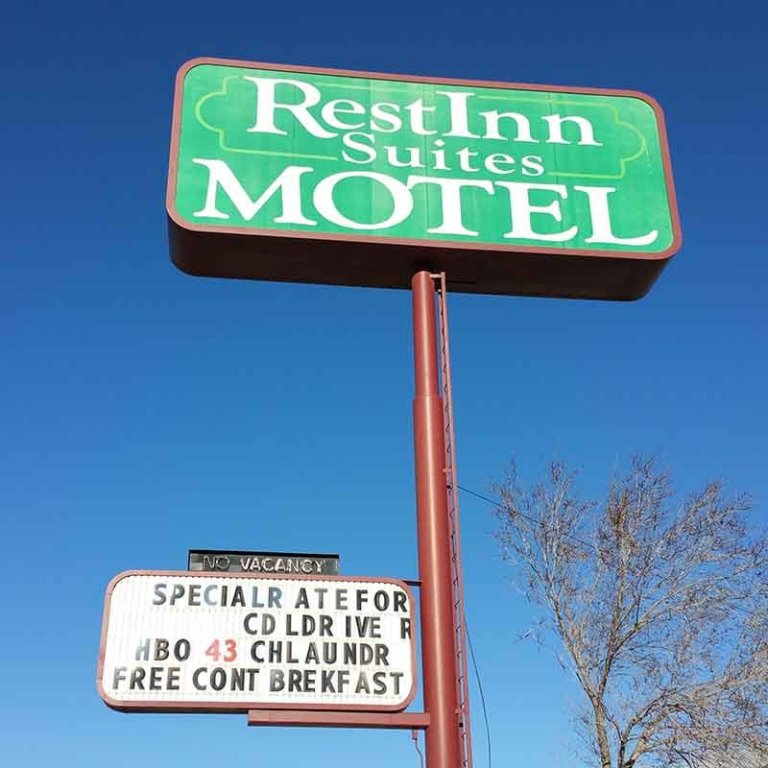 RestInn
Suites
MOTEL
NO VACANCY
SPECIALR ATEFOR
CD LDR IVE R
HBO 43 CHLAUNDR
FREE CONT BREKFAST